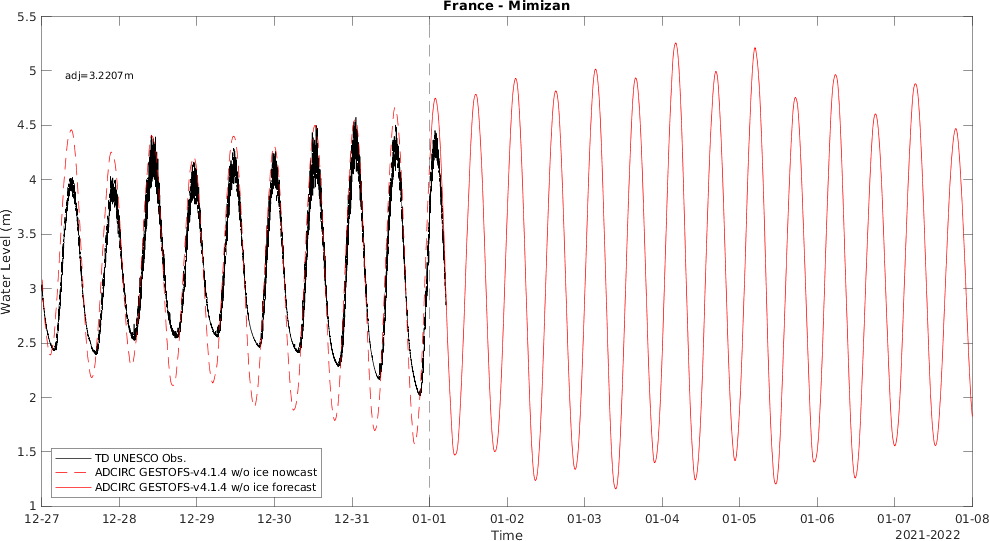 France - Mimizan
5.5
5
4.5
4
3.5
3
2.5
2
1.5
1
Water Level (m)
adj=3.2207m
TD UNESCO Obs.
ADCIRC GESTOFS-v4.1.4 w/o ice nowcast
ADCIRC GESTOFS-v4.1.4 w/o ice forecast
12-27 12-28 12-29 12-30 12-31 01-01 01-02 01-03 01-04 01-05 01-06 01-07 01-08
Time
2021-2022